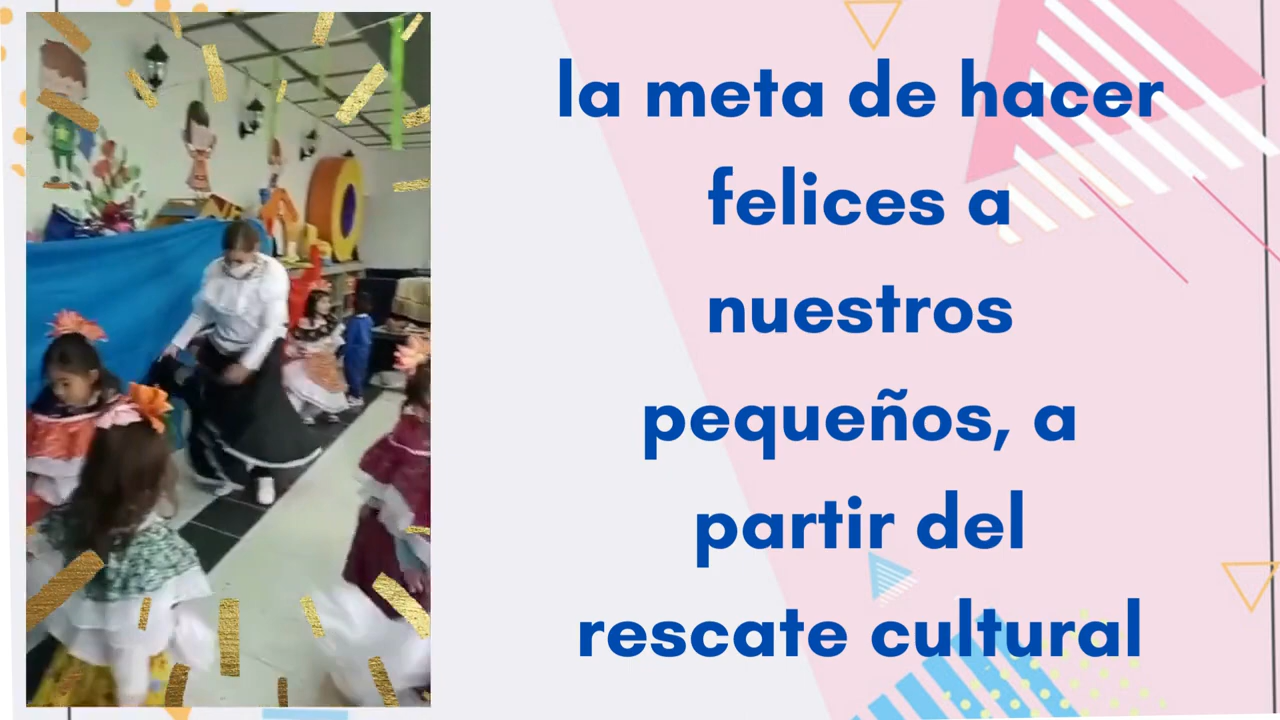 la meta de hacer
felices a
nuestros
pequeños, a
partir del
rescate cultural